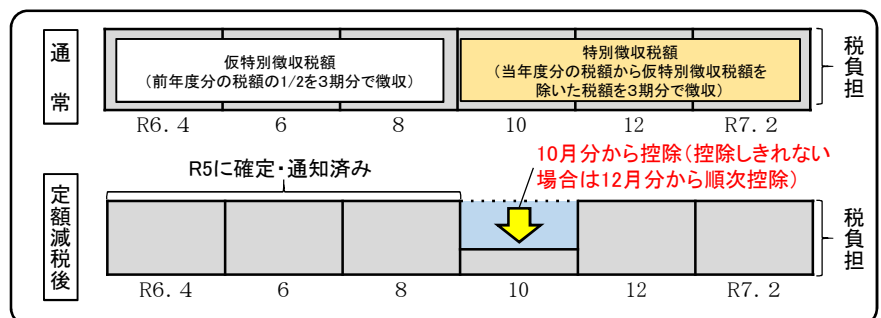 通常
仮特別徴収税額
(前年度分の税額の1/2を3期分で徴収)
特別徴収税額
(当年度分の税額から仮特別徴収税額を
除いた税額を3期分で徴収)
税負担
R6.4 6 8 10 12 R7.2
R5に確定・通知済み
10月分から控除(控除しきれない
場合は12月分から順次控除)
定額減税後
税負担
R6.4 6 8 10 12 R7.2